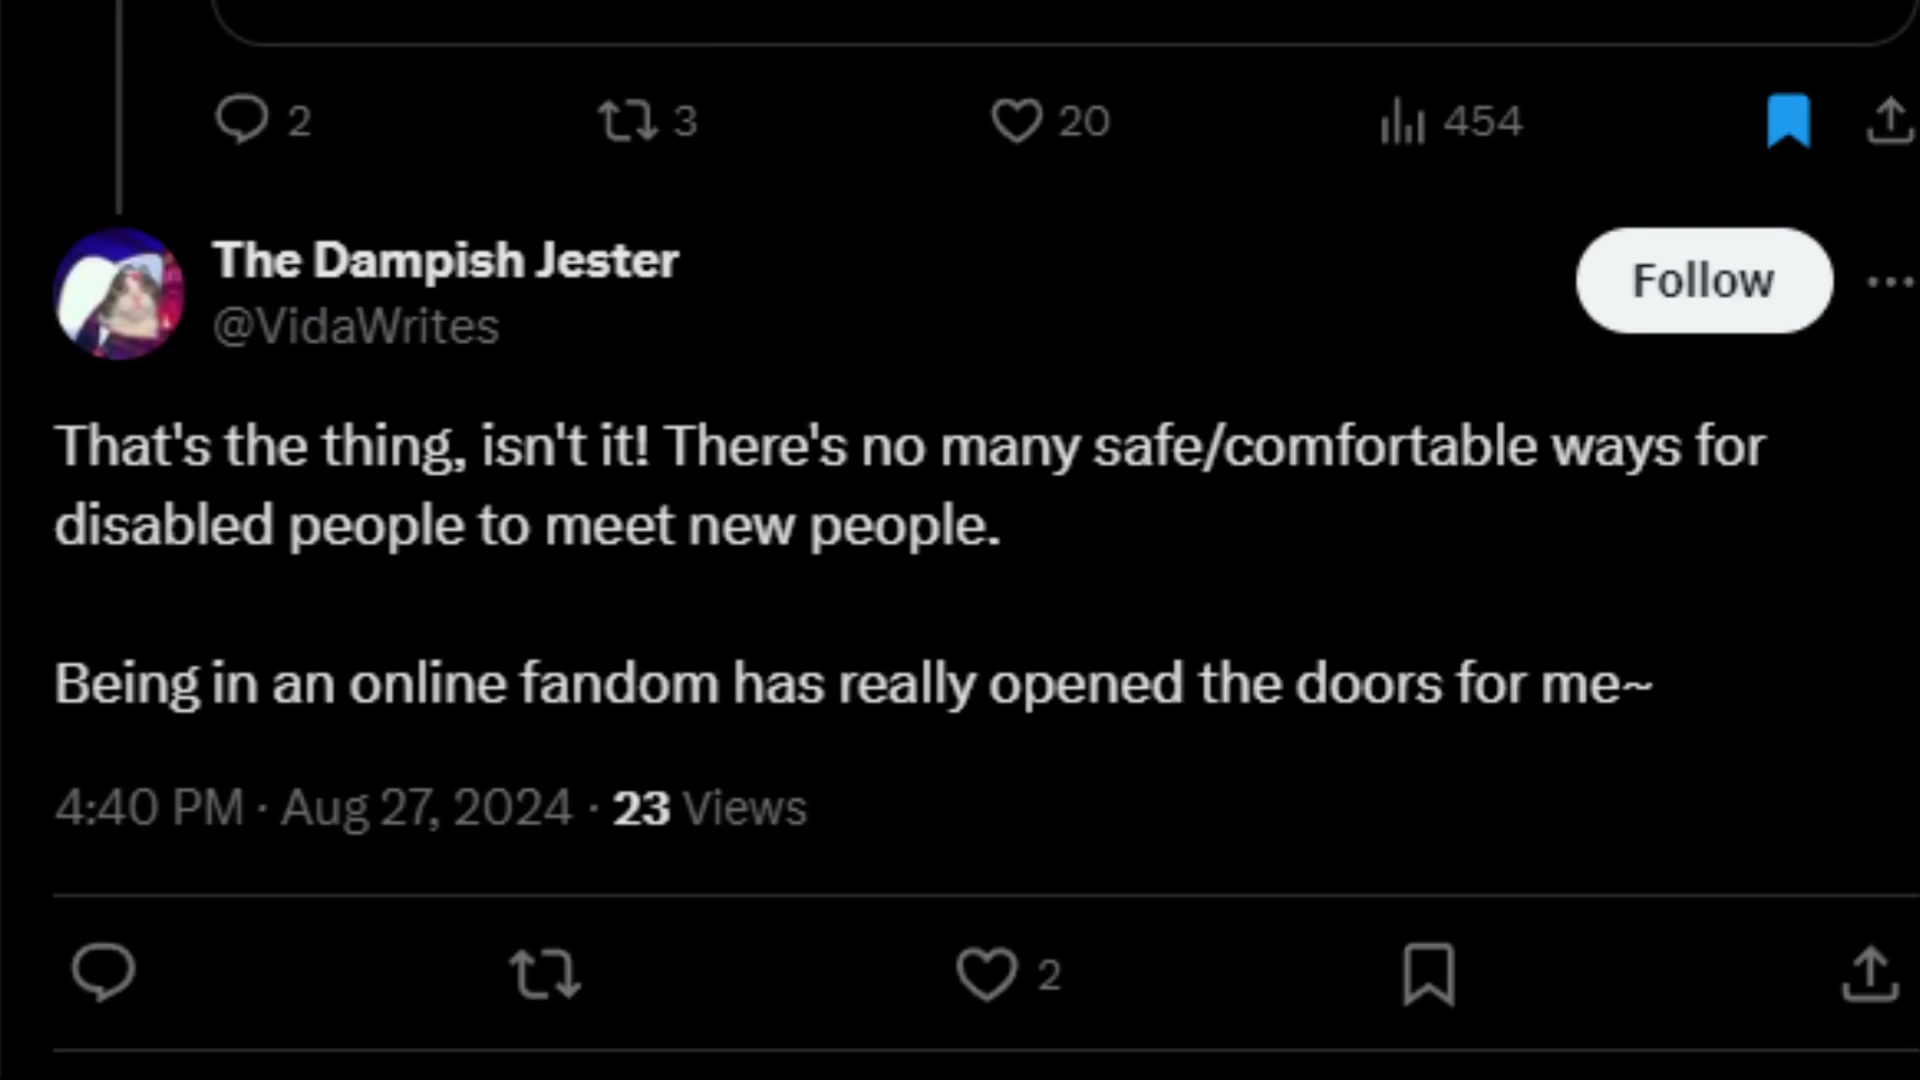 2 3 20 454
The Dampish Jester
@VidaWrites
Follow
That's the thing, isn't it! There's no many safe/comfortable ways for
disabled people to meet new people.
Being in an online fandom has really opened the doors for me~
4:40 PM · Aug 27, 2024 · 23 Views
2